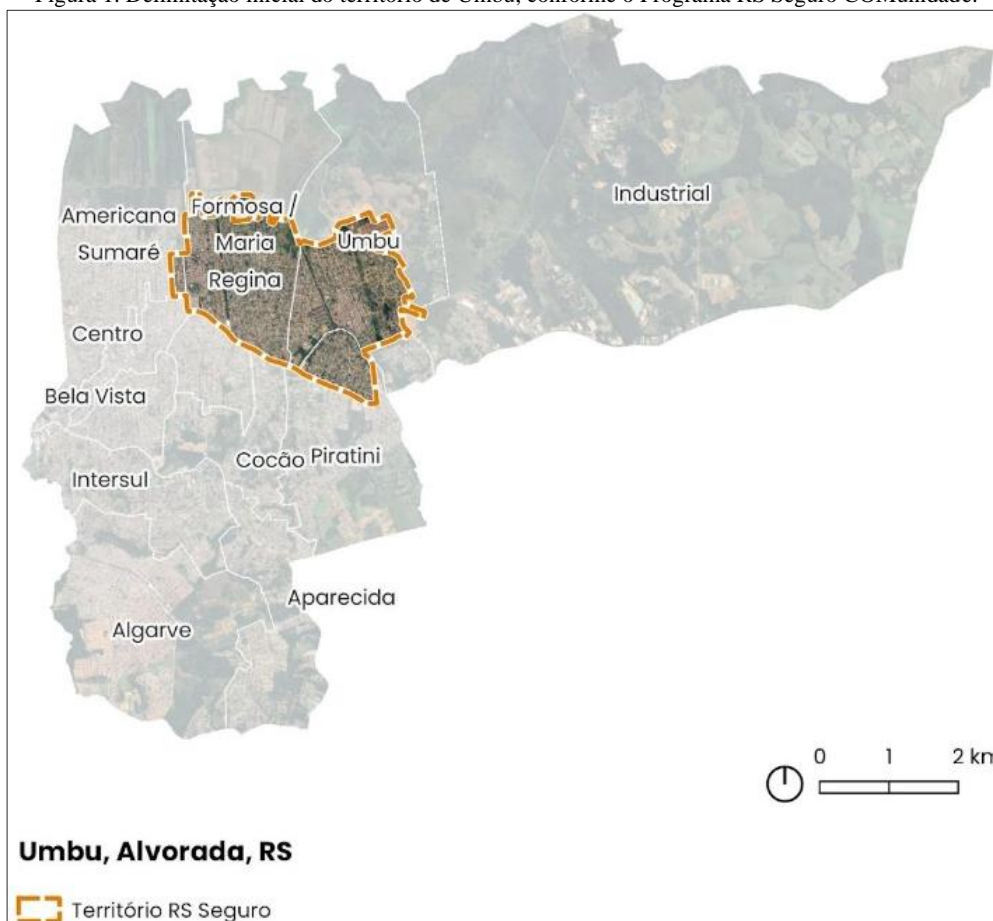 Figura 1. Delimitação inicial do território de Umbu, conforme o Programa RS Seguro COMunidade.
Industrial
Formosa /
Americana
Maria
Umbu
Sumaré
Regina
Centro
Bela Vista
Cocão
Piratini
Intersul
Aparecida
Algarve
0 1 2 km
Umbu, Alvorada, RS
Território RS Seguro